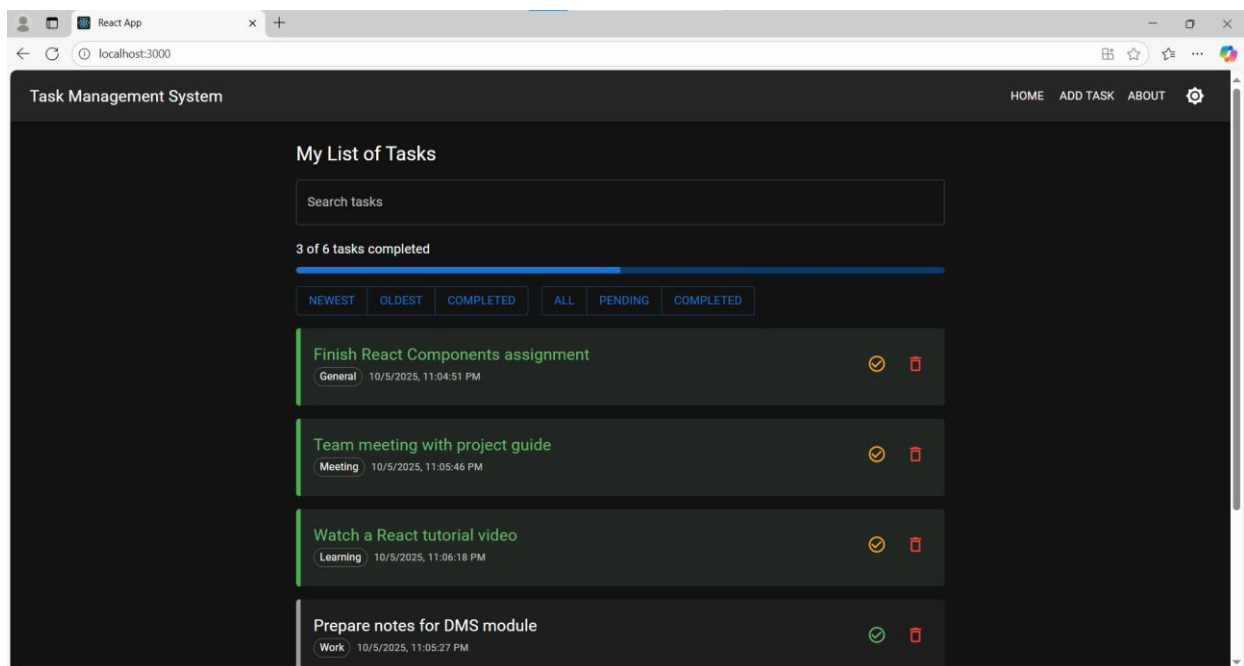 React App
localhost:3000
Task Management System HOME ADD TASK ABOUT
My List of Tasks
Search tasks
3 of 6 tasks completed
NEWEST OLDEST COMPLETED ALL PENDING COMPLETED
Finish React Components assignment
General 10/5/2025, 11:04:51 PM
Team meeting with project guide
Meeting 10/5/2025, 11:05:46 PM
Watch a React tutorial video
Learning 10/5/2025, 11:06:18 PM
Prepare notes for DMS module
Work 10/5/2025, 11:05:27 PM